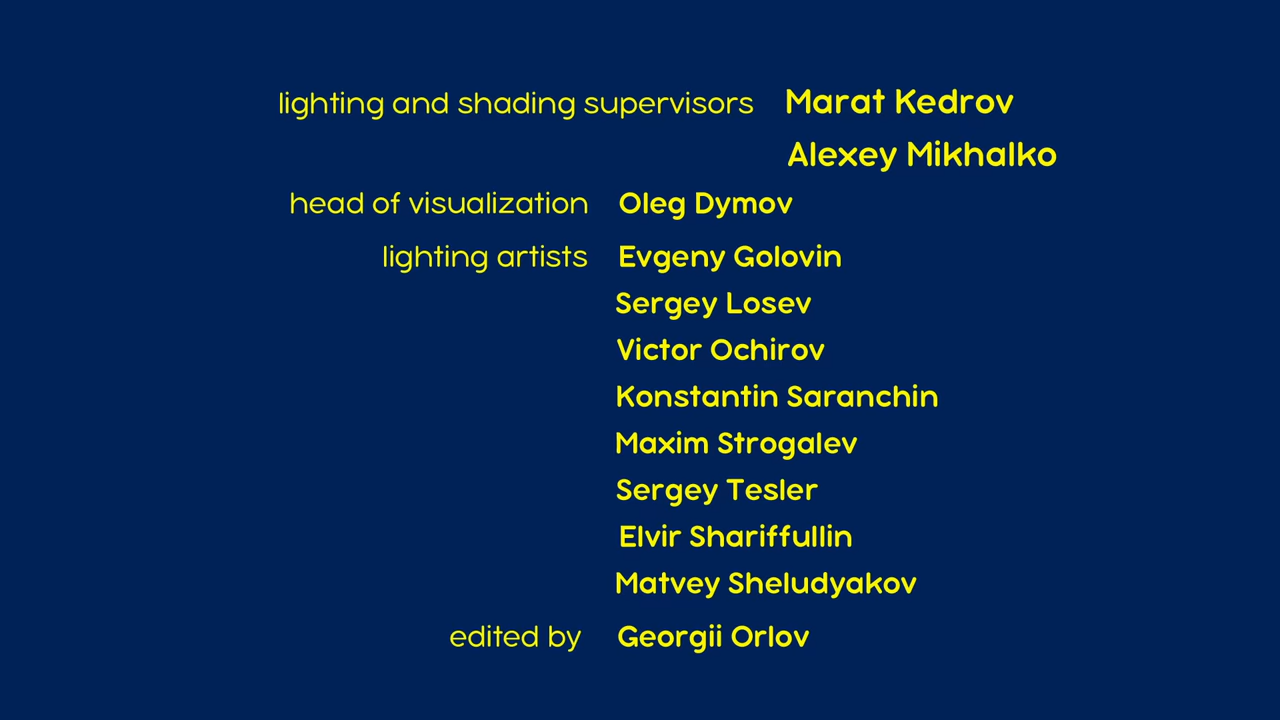 lighting and shading supervisors Marat Kedrov
Alexey Mikhalko
head of visualization Oleg Dymov
lighting artists Evgeny Golovin
Sergey Losev
Victor Ochirov
Konstantin Saranchin
Maxim Strogalev
Sergey Tesler
Elvir Shariffullin
Matvey Sheludyakov
edited by Georgii Orlov